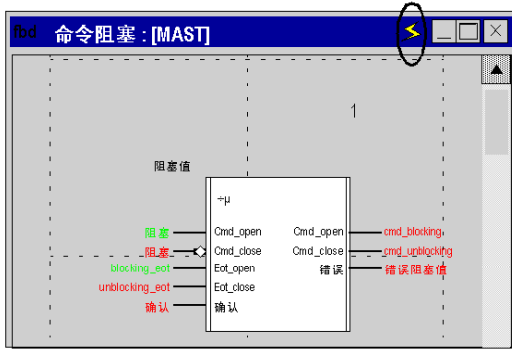 fbd 命令阻塞 : [MAST]
1
阻塞值
÷μ
阻塞 Cmd_open Cmd_open cmd_blocking
阻塞 Cmd_close Cmd_close cmd_unblocking
blocking_eot Eot_open 错误 错误阻塞值
unblocking_eot Eot_close
确认 确认